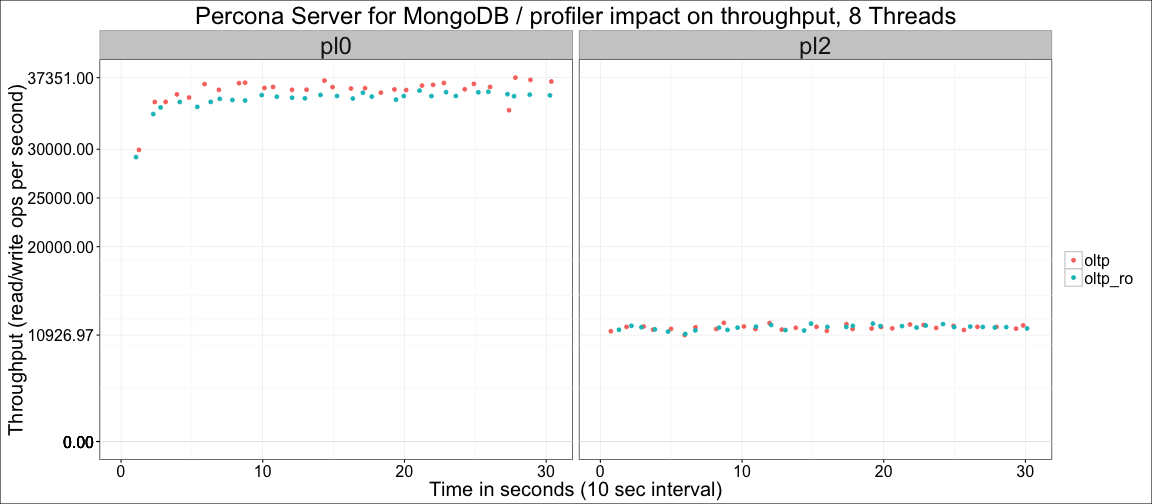 Percona Server for MongoDB / profiler impact on throughput, 8 Threads
pl0
pl2
Throughput (read/write ops per second)
37351.00
30000.00
25000.00
20000.00
10926.97
0.00
0 10 20 30
0 10 20 30
Time in seconds (10 sec interval)
oltp
oltp_ro